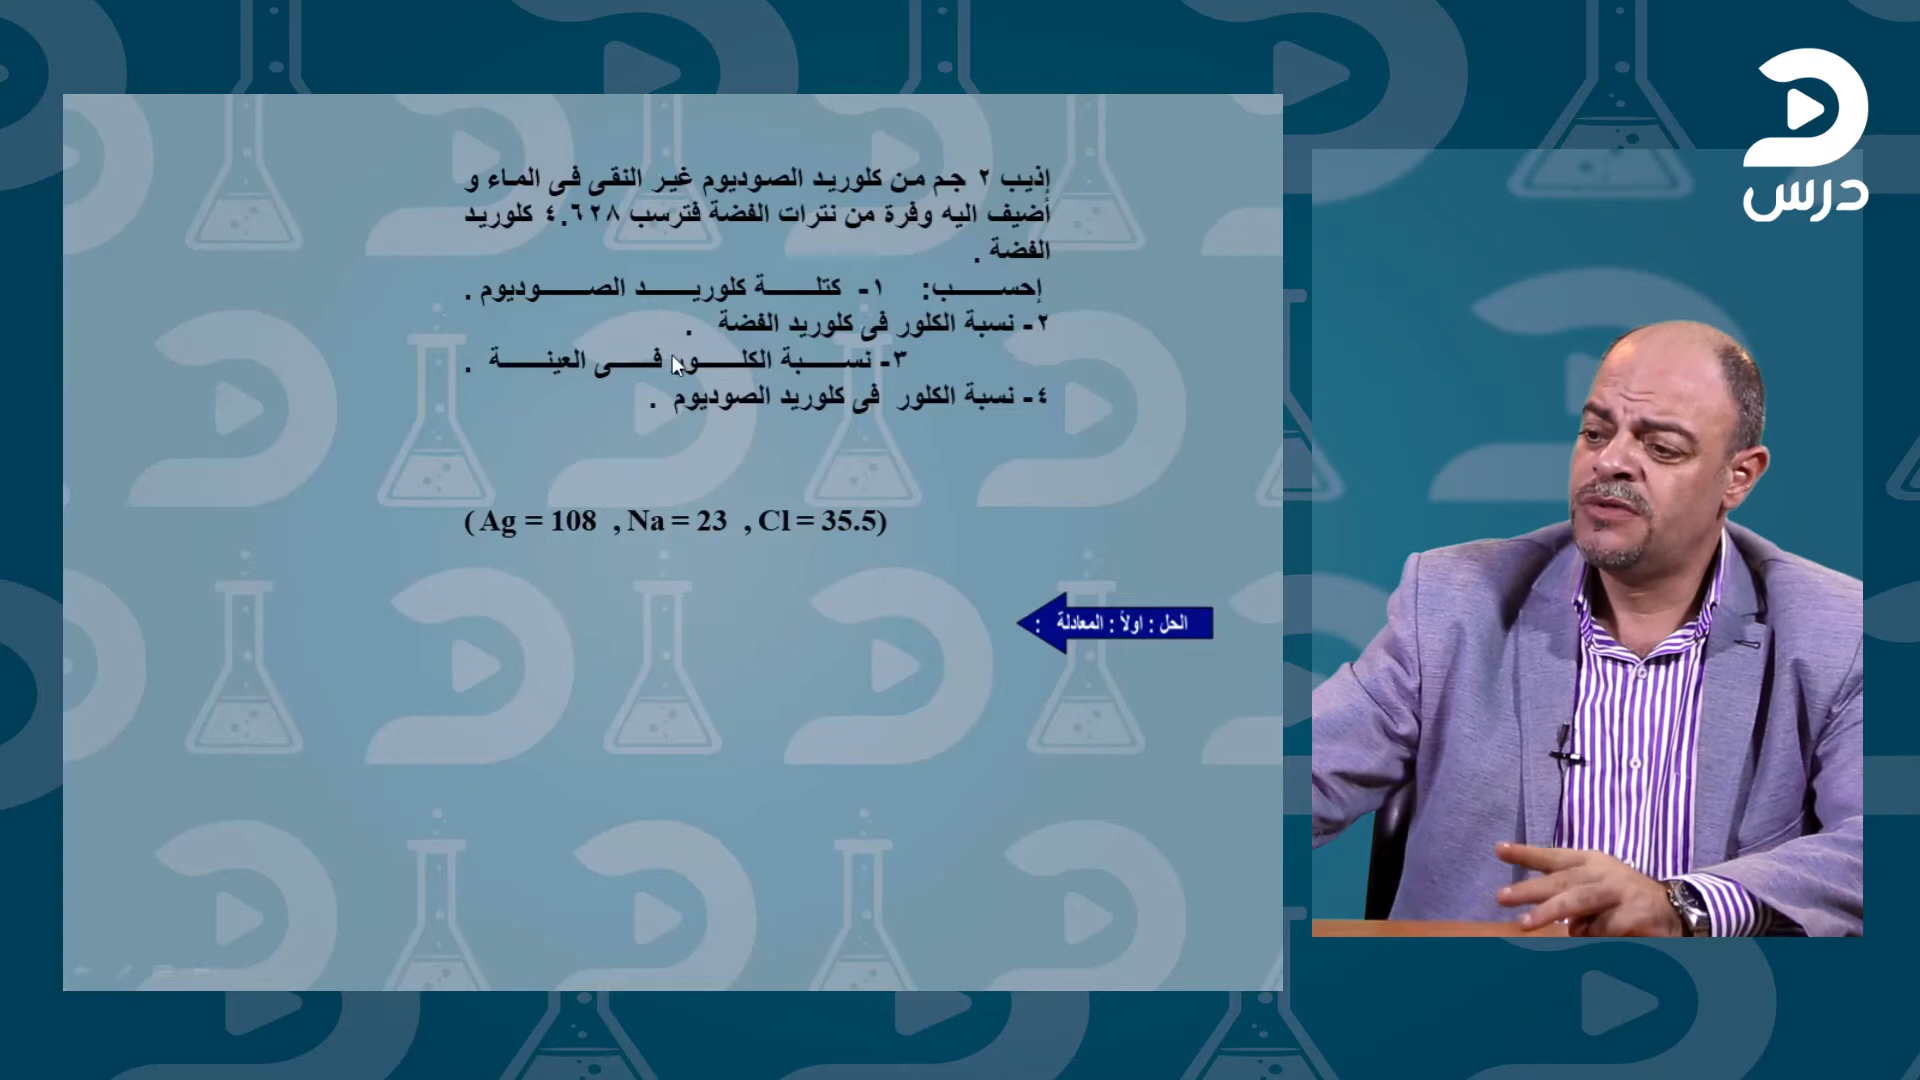 إذيب ٢ جم من كلوريد الصوديوم غير النقى فى الماء و
أضيف اليه وفرة من نترات الفضة فترسب ٤.٦٢٨ كلوريد
الفضة .
إحسب: ١- كتلة كلوريد الصوديوم .
٢- نسبة الكلور فى كلوريد الفضة .
٣- نسبة الكلور فى العينة .
٤- نسبة الكلور فى كلوريد الصوديوم .
( Ag = 108 , Na = 23 , Cl = 35.5)
الحل : اولاً : المعادلة :
درس